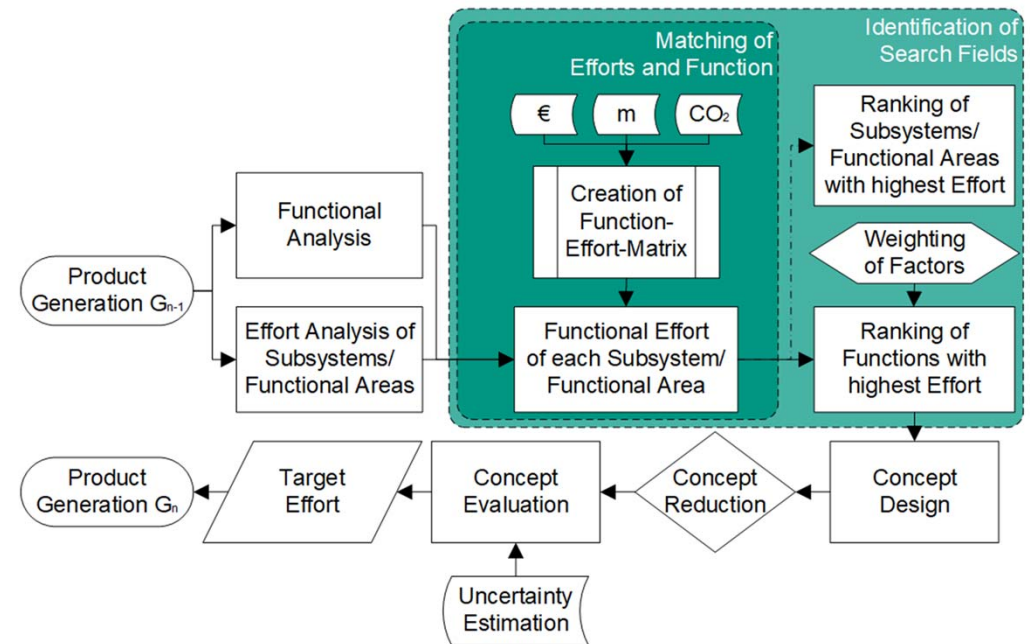 Identification of
Search Fields
Matching of
Efforts and Function
€
m
CO₂
Ranking of
Subsystems/
Functional Areas
with highest Effort
Creation of
Function-
Effort-Matrix
Functional
Analysis
Weighting
of Factors
Product
Generation Gₙ₋₁
Effort Analysis of
Subsystems/
Functional Areas
Functional Effort
of each Subsystem/
Functional Area
Ranking of
Functions with
highest Effort
Product
Generation Gₙ
Target
Effort
Concept
Evaluation
Concept
Reduction
Concept
Design
Uncertainty
Estimation